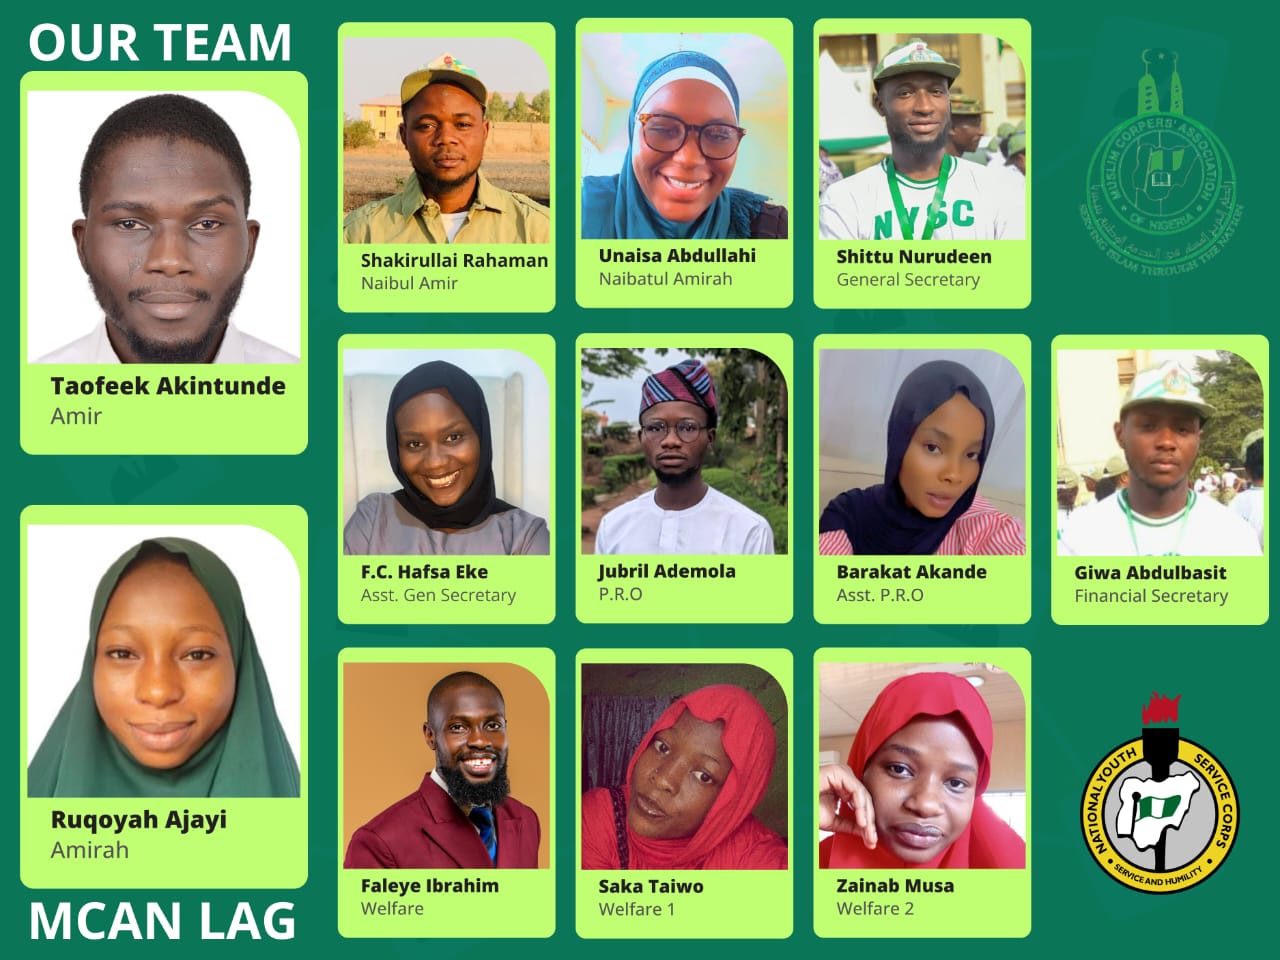 OUR TEAM
Taofeek Akintunde
Amir
Ruqoyah Ajayi
Amirah
MCAN LAG
Shakirullai Rahaman
Naibul Amir
Unaisa Abdullahi
Naibatul Amirah
NYSC
Shittu Nurudeen
General Secretary
F.C. Hafsa Eke
Asst. Gen Secretary
Jubril Ademola
P.R.O
Barakat Akande
Asst. P.R.O
Giwa Abdulbasit
Financial Secretary
Faleye Ibrahim
Welfare
Saka Taiwo
Welfare 1
Zainab Musa
Welfare 2
MUSLIM CORPERS' ASSOCIATION
OF NIGERIA
SERVING ISLAM THROUGH THE NATION
NATIONAL YOUTH SERVICE CORPS
SERVICE AND HUMILITY